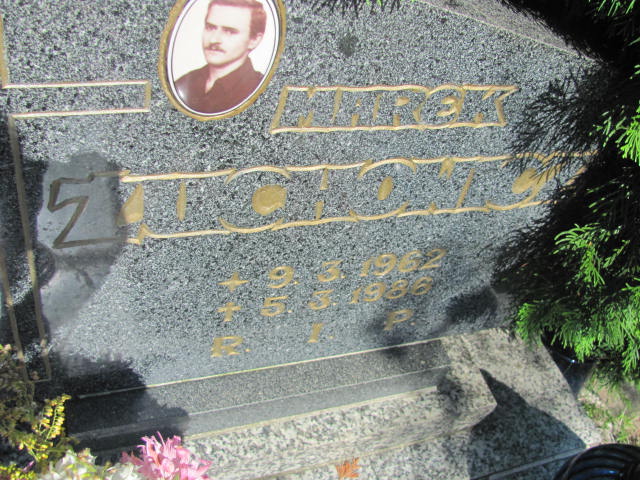 MAREK
+ 9. 3. 1962
+ 5. 3. 1986
R. I. P.